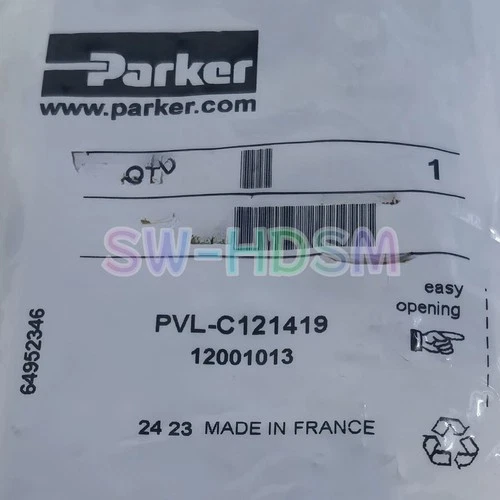 Parker
www.parker.com
QTY 1
SW-HDSM
easy
opening
PVL-C121419
12001013
64952346
24 23 MADE IN FRANCE